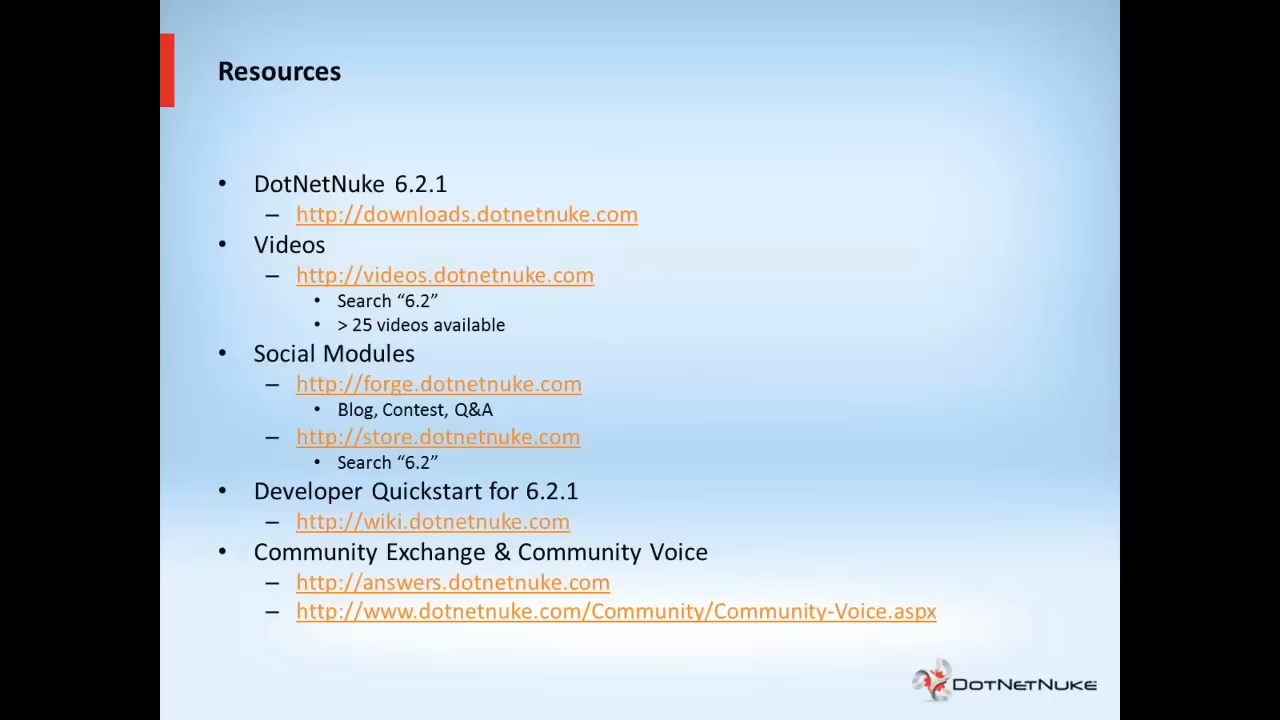 Resources
• DotNetNuke 6.2.1
– http://downloads.dotnetnuke.com
• Videos
– http://videos.dotnetnuke.com
• Search “6.2”
• > 25 videos available
• Social Modules
– http://forge.dotnetnuke.com
• Blog, Contest, Q&A
– http://store.dotnetnuke.com
• Search “6.2”
• Developer Quickstart for 6.2.1
– http://wiki.dotnetnuke.com
• Community Exchange & Community Voice
– http://answers.dotnetnuke.com
– http://www.dotnetnuke.com/Community/Community-Voice.aspx
DotNetNuke